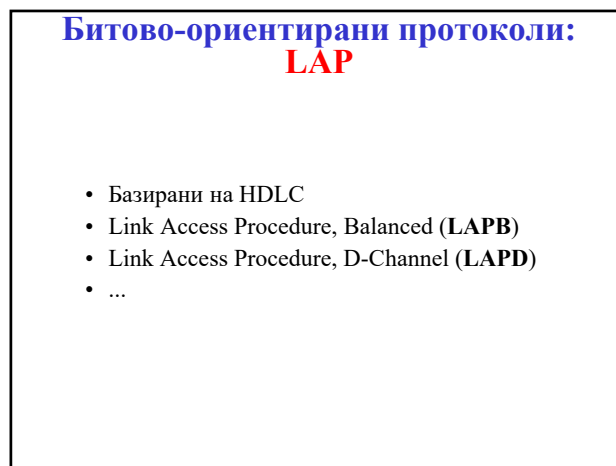 Битово-ориентирани протоколи:
LAP
• Базирани на HDLC
• Link Access Procedure, Balanced (LAPB)
• Link Access Procedure, D-Channel (LAPD)
• ...